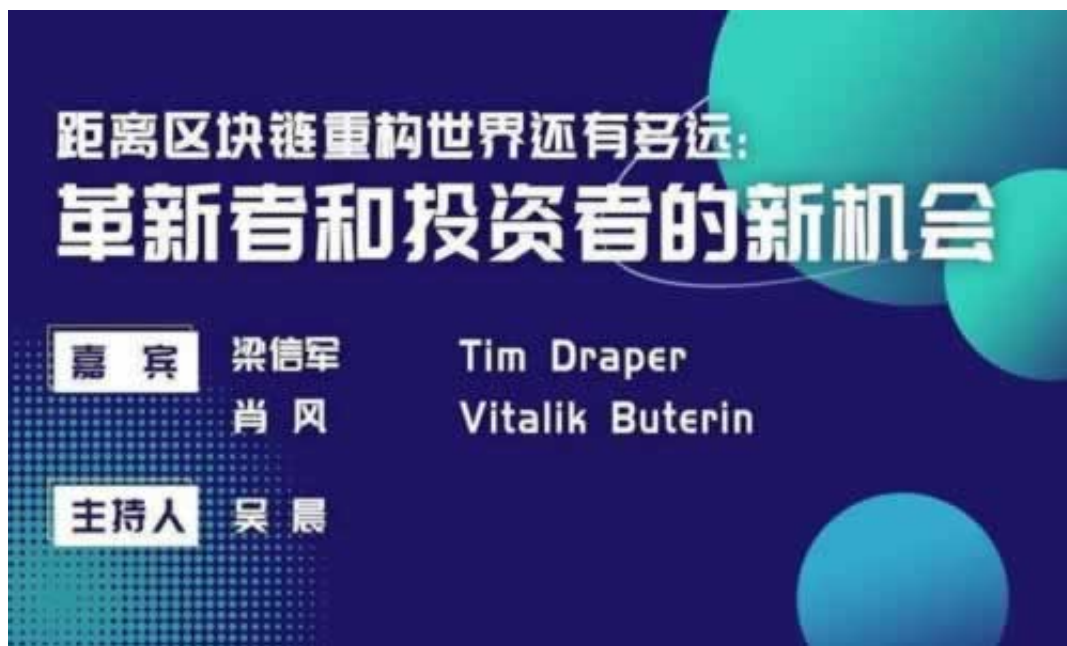 距离区块链重构世界还有多远：
革新者和投资者的新机会
嘉 宾 梁信军 Tim Draper
肖 风 Vitalik Buterin
主持人 吴 晨